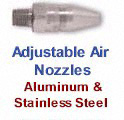 Adjustable Air
Nozzles
Aluminum &
Stainless Steel